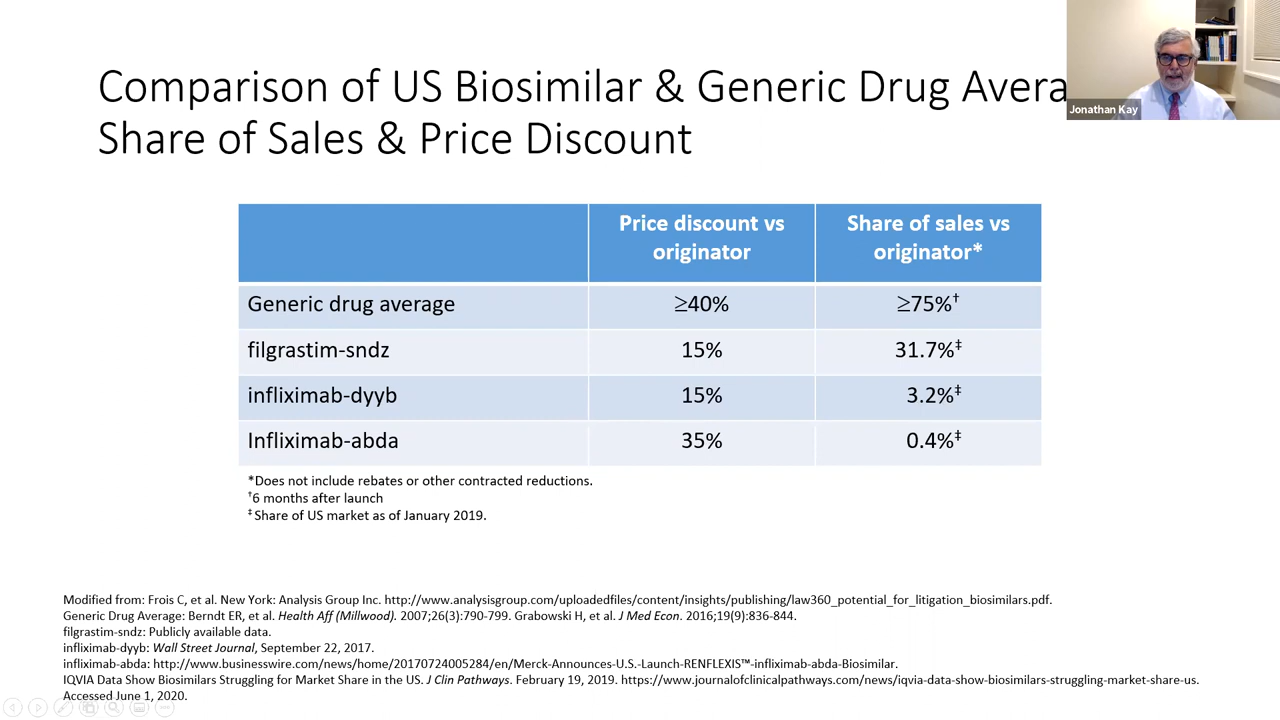 Comparison of US Biosimilar & Generic Drug Avera
Share of Sales & Price Discount
Jonathan Kay
Price discount vs originator
Share of sales vs originator*
Generic drug average ≥40% ≥75%†
filgrastim-sndz 15% 31.7%‡
infliximab-dyyb 15% 3.2%‡
Infliximab-abda 35% 0.4%‡
*Does not include rebates or other contracted reductions.
†6 months after launch
‡Share of US market as of January 2019.
Modified from: Frois C, et al. New York: Analysis Group Inc. http://www.analysisgroup.com/uploadedfiles/content/insights/publishing/law360_potential_for_litigation_biosimilars.pdf.
Generic Drug Average: Berndt ER, et al. Health Aff (Millwood). 2007;26(3):790-799. Grabowski H, et al. J Med Econ. 2016;19(9):836-844.
filgrastim-sndz: Publicly available data.
infliximab-dyyb: Wall Street Journal, September 22, 2017.
infliximab-abda: http://www.businesswire.com/news/home/20170724005284/en/Merck-Announces-U.S.-Launch-RENFLEXIS™-infliximab-abda-Biosimilar.
IQVIA Data Show Biosimilars Struggling for Market Share in the US. J Clin Pathways. February 19, 2019. https://www.journalofclinicalpathways.com/news/iqvia-data-show-biosimilars-struggling-market-share-us.
Accessed June 1, 2020.